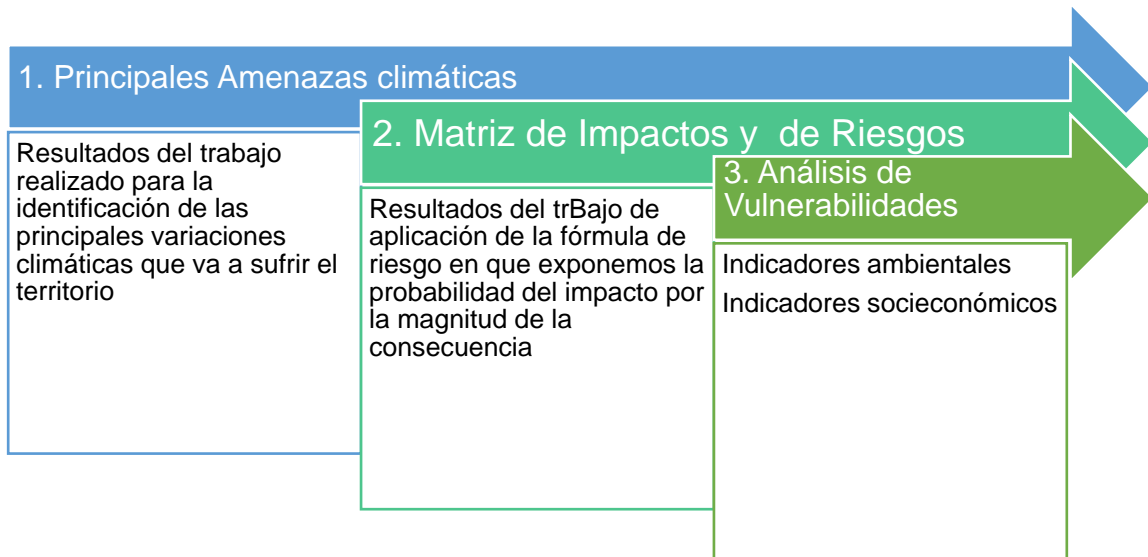 1. Principales Amenazas climáticas
Resultados del trabajo
realizado para la
identificación de las
principales variaciones
climáticas que va a sufrir el
territorio
2. Matriz de Impactos y  de Riesgos
Resultados del trBajo de
aplicación de la fórmula de
riesgo en que exponemos la
probabilidad del impacto por
la magnitud de la
consecuencia
3. Análisis de
Vulnerabilidades
Indicadores ambientales
Indicadores socieconómicos